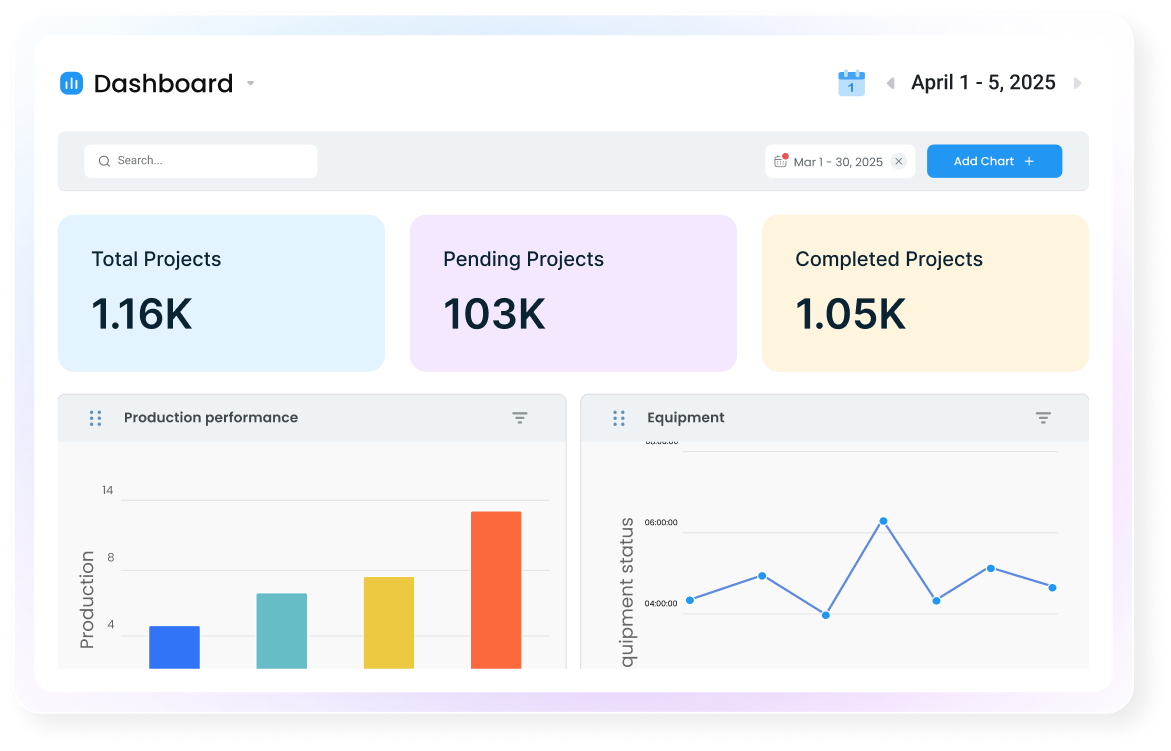 Dashboard
1
April 1 - 5, 2025
Search...
Mar 1 - 30, 2025
Add Chart +
Total Projects
1.16K
Pending Projects
103K
Completed Projects
1.05K
Production performance
Equipment
14
8
4
Production
06:00:00
04:00:00
quipment status